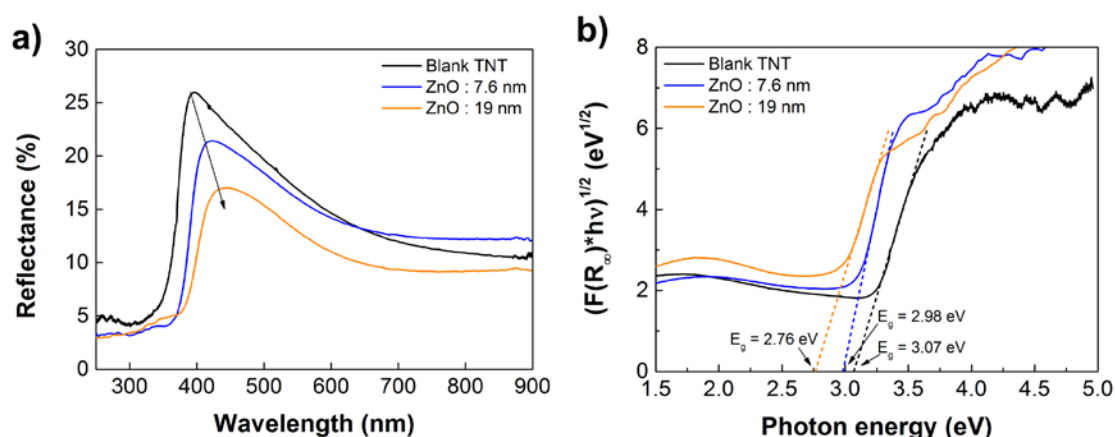 a)
30
25
20
15
10
5
0
Reflectance (%)
300 400 500 600 700 800 900
Wavelength (nm)
Blank TNT
ZnO : 7.6 nm
ZnO : 19 nm
b)
8
6
4
2
0
(F(R∞)*hν)^1/2 (eV^1/2)
1.5 2.0 2.5 3.0 3.5 4.0 4.5 5.0
Photon energy (eV)
Blank TNT
ZnO : 7.6 nm
ZnO : 19 nm
Eg = 2.76 eV
Eg = 2.98 eV
Eg = 3.07 eV